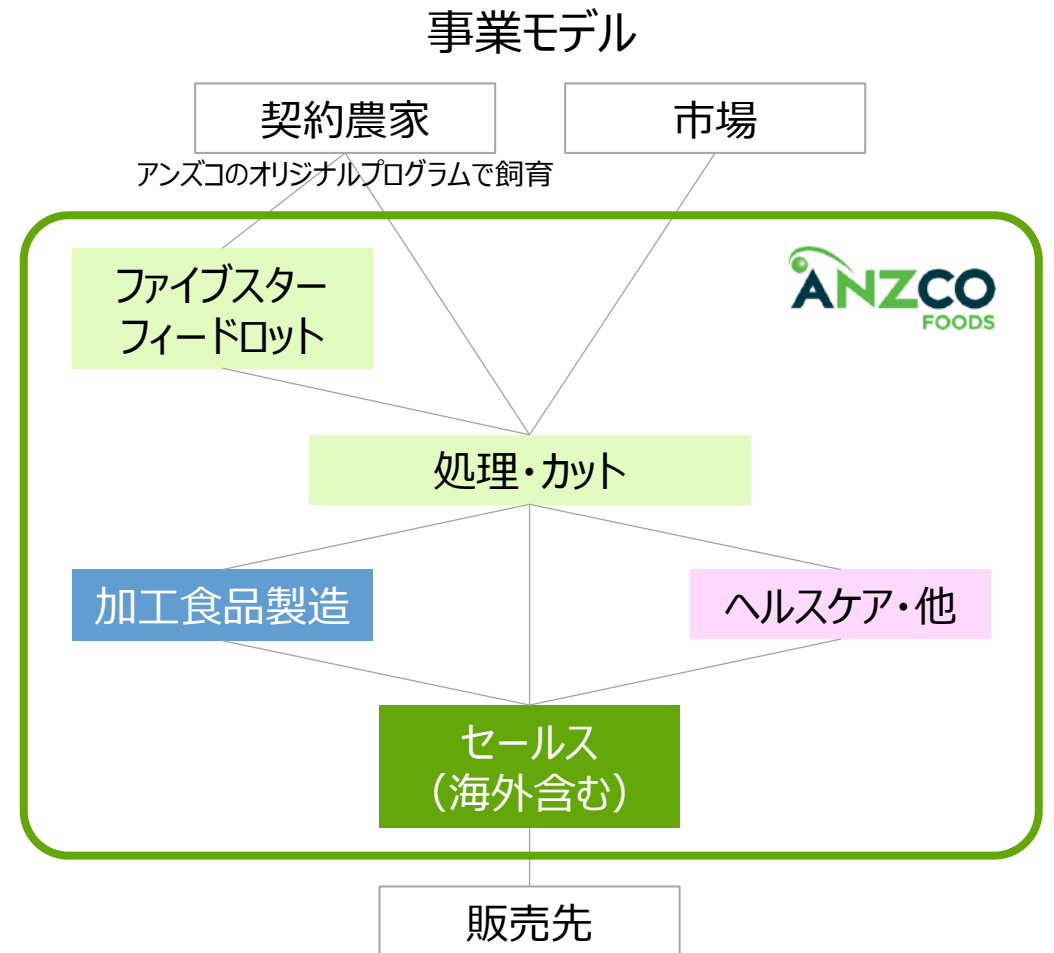 事業モデル
契約農家
市場
アンズコのオリジナルプログラムで飼育
ファイブスター
フィードロット
ANZCO
FOODS
処理・カット
加工食品製造
ヘルスケア・他
セールス
（海外含む）
販売先